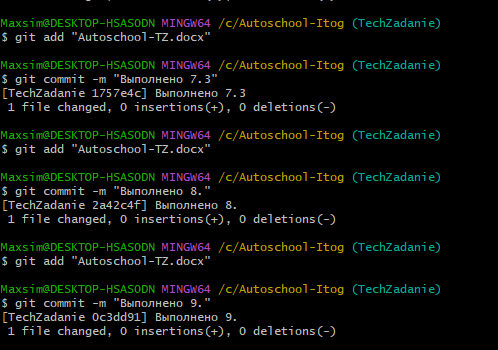 Maxsim@DESKTOP-HSASODN MINGW64 /c/Autoschool-Itog (TechZadanie)
$ git add "Autoschool-TZ.docx"
Maxsim@DESKTOP-HSASODN MINGW64 /c/Autoschool-Itog (TechZadanie)
$ git commit -m "Выполнено 7.3"
[TechZadanie 1757e4c] Выполнено 7.3
 1 file changed, 0 insertions(+), 0 deletions(-)
Maxsim@DESKTOP-HSASODN MINGW64 /c/Autoschool-Itog (TechZadanie)
$ git add "Autoschool-TZ.docx"
Maxsim@DESKTOP-HSASODN MINGW64 /c/Autoschool-Itog (TechZadanie)
$ git commit -m "Выполнено 8."
[TechZadanie 2a42c4f] Выполнено 8.
 1 file changed, 0 insertions(+), 0 deletions(-)
Maxsim@DESKTOP-HSASODN MINGW64 /c/Autoschool-Itog (TechZadanie)
$ git add "Autoschool-TZ.docx"
Maxsim@DESKTOP-HSASODN MINGW64 /c/Autoschool-Itog (TechZadanie)
$ git commit -m "Выполнено 9."
[TechZadanie 0c3dd91] Выполнено 9.
 1 file changed, 0 insertions(+), 0 deletions(-)